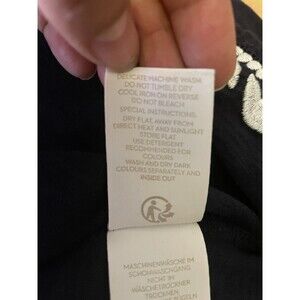 DELICATE MACHINE WASH
DO NOT TUMBLE DRY
COOL IRON ON REVERSE
DO NOT BLEACH
SPECIAL INSTRUCTIONS:
DRY FLAT AWAY FROM
DIRECT HEAT AND SUNLIGHT
STORE FLAT
USE DETERGENT
RECOMMENDED FOR
COLOURS
WASH AND DRY DARK
COLOURS SEPARATELY AND
INSIDE OUT
MASCHINENWÄSCHE IM
SCHONWASCHGANG
NICHT IM
WÄSCHETROCKNER
TROCKNEN